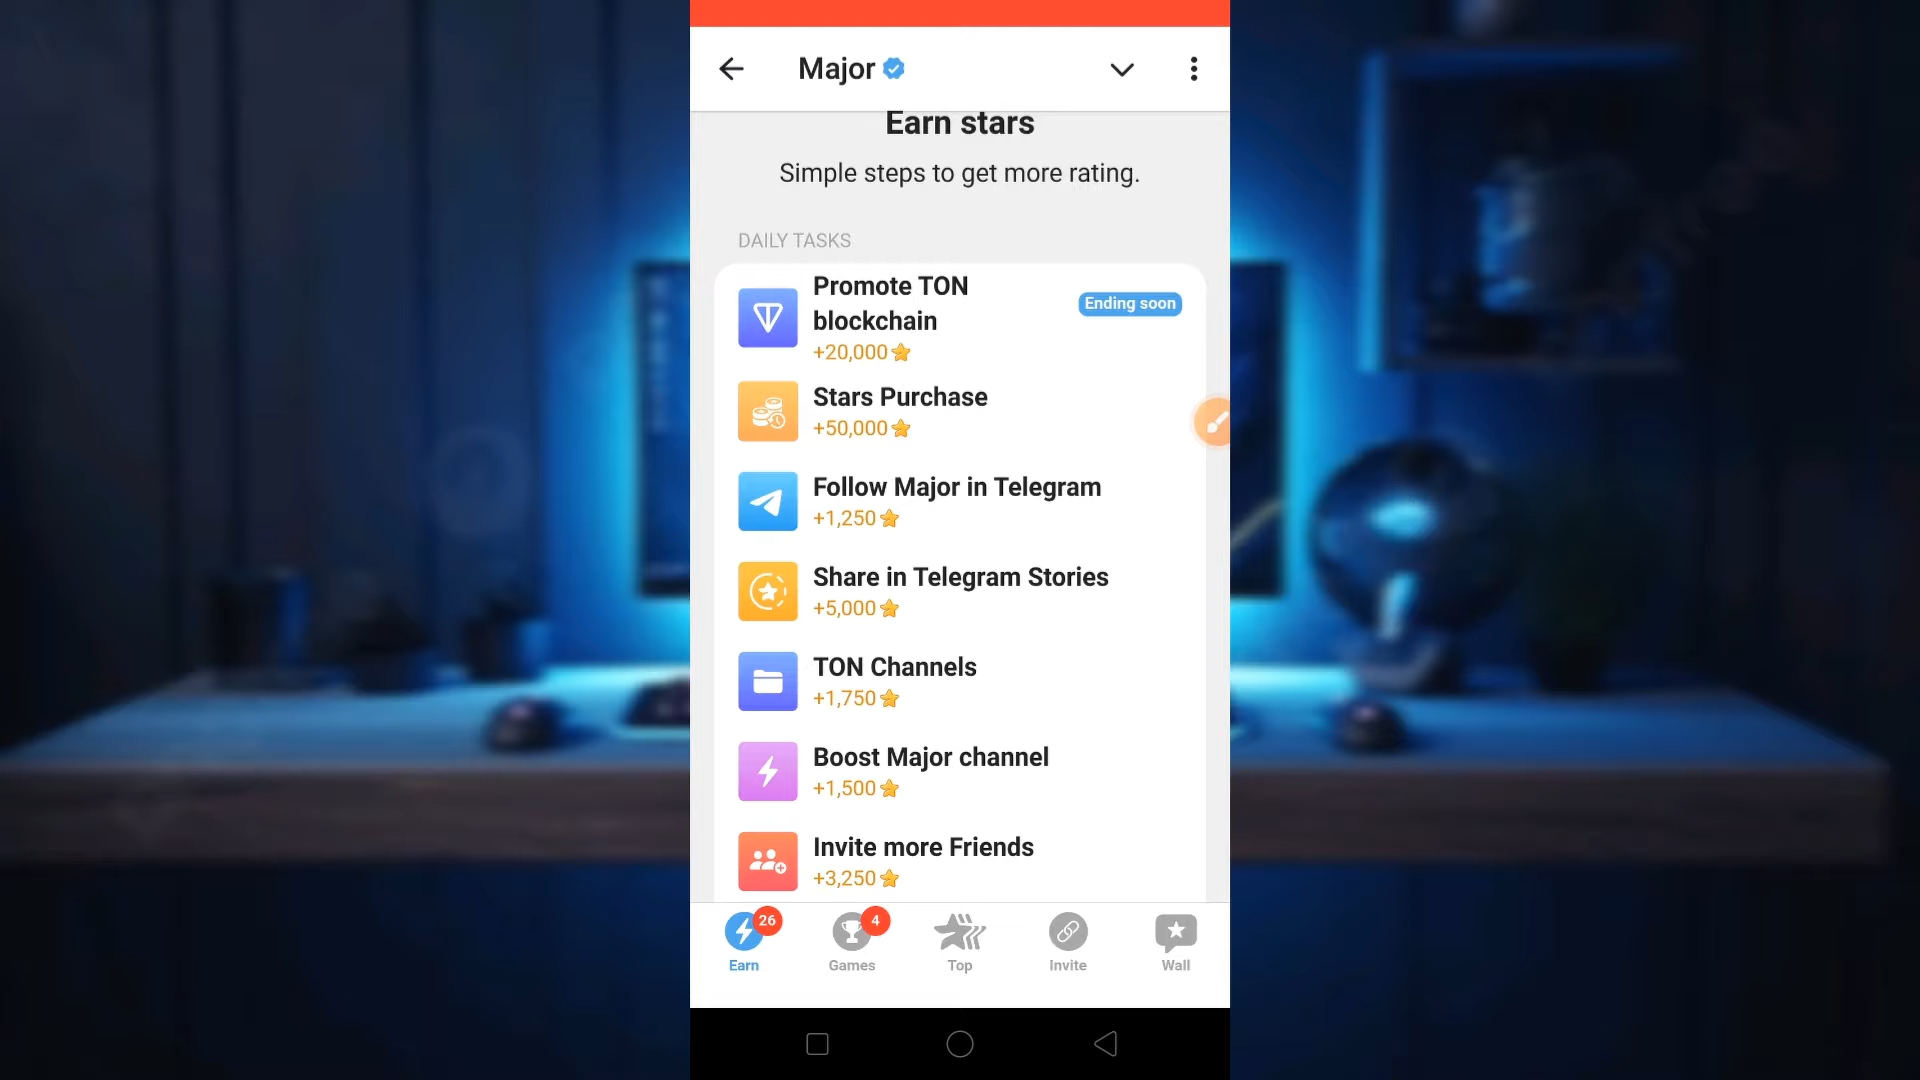 Major
Earn stars
Simple steps to get more rating.
DAILY TASKS
Promote TON
blockchain
Ending soon
+20,000
Stars Purchase
+50,000
Follow Major in Telegram
+1,250
Share in Telegram Stories
+5,000
TON Channels
+1,750
Boost Major channel
+1,500
Invite more Friends
+3,250
26
4
Earn
Games
Top
Invite
Wall